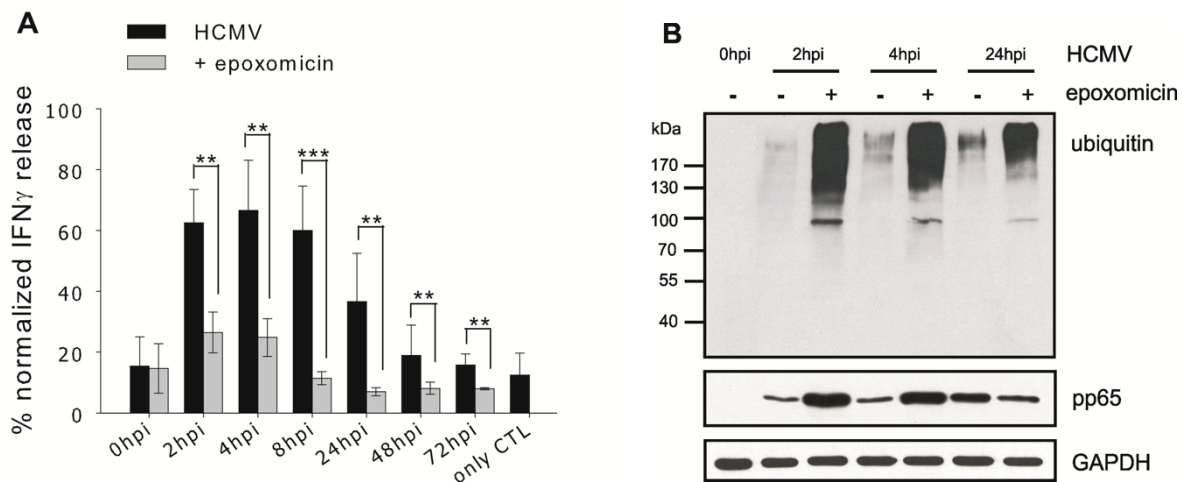 A
HCMV
+ epoxomicin
% normalized IFNγ release
100
80
60
40
20
0
** ** *** ** ** **
0hpi 2hpi 4hpi 8hpi 24hpi 48hpi 72hpi only CTL
B
0hpi 2hpi 4hpi 24hpi HCMV
- - + - + - + epoxomicin
kDa
ubiquitin
170
130
100
70
55
40
pp65
GAPDH